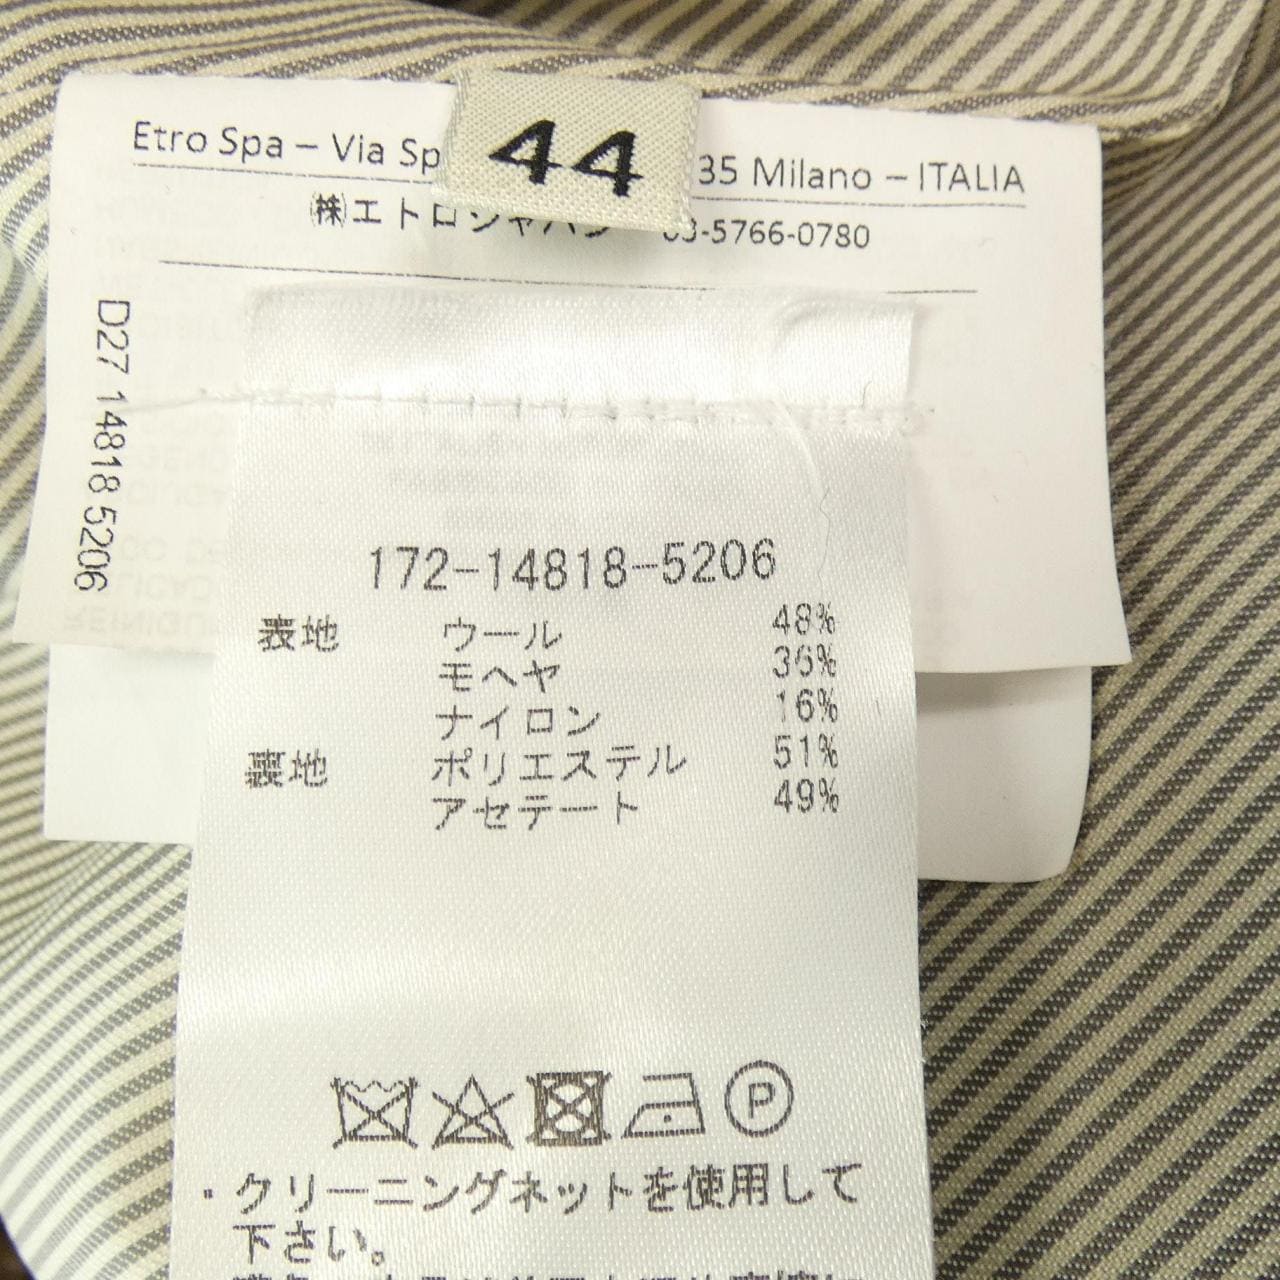 44
Etro Spa – Via Sp 35 Milano – ITALIA
㈱エトロジャパン 03-5766-0780
D27 14818 5206
172-14818-5206
表地 ウール 48%
モヘヤ 36%
ナイロン 16%
裏地 ポリエステル 51%
アセテート 49%
P
・クリーニングネットを使用して
下さい。